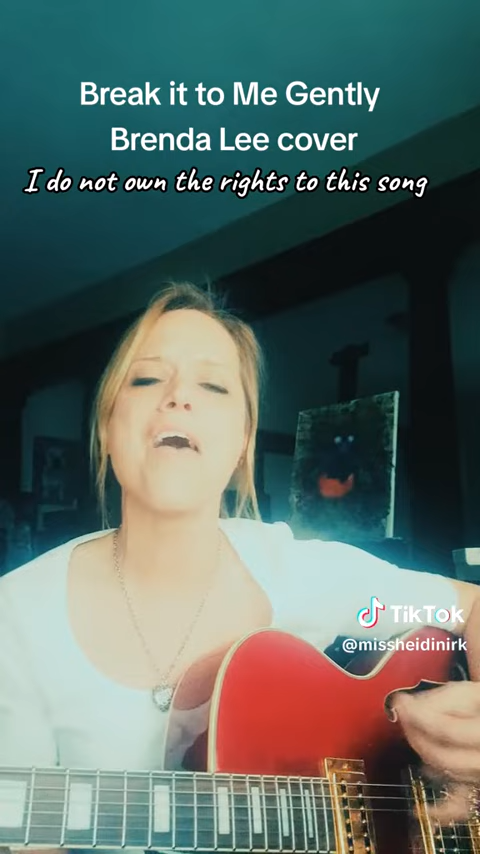 Break it to Me Gently
Brenda Lee cover
I do not own the rights to this song
TikTok
@missheidinirk